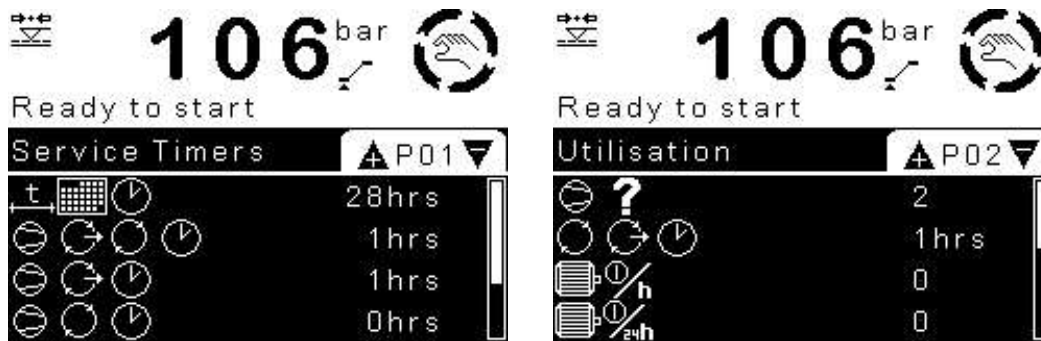 106 bar
Ready to start
Service Timers P01
t 28hrs
1hrs
1hrs
0hrs
106 bar
Ready to start
Utilisation P02
? 2
1hrs
h 0
24h 0